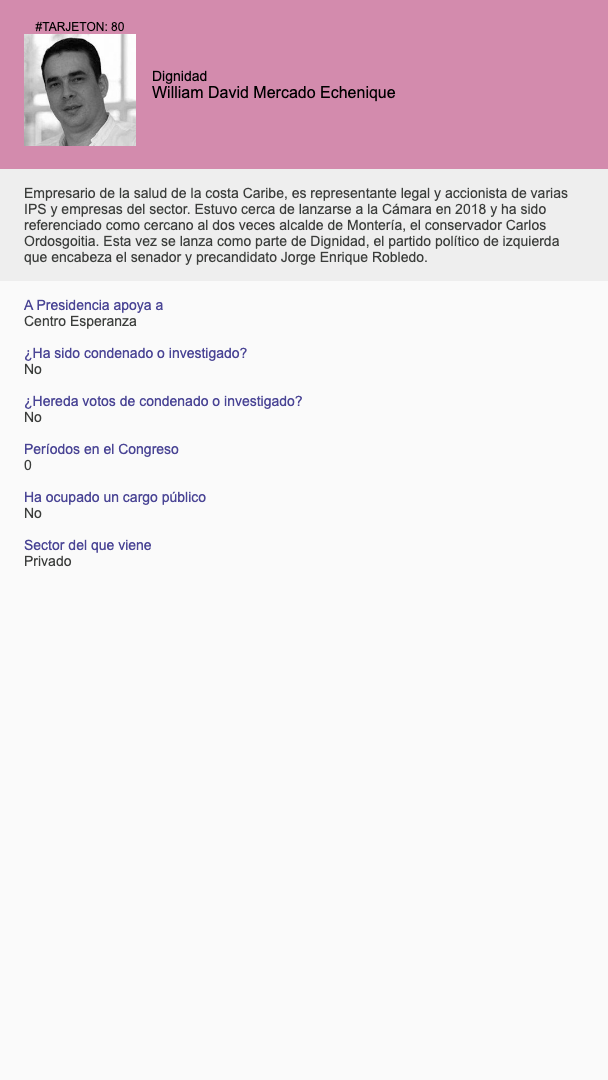 #TARJETON: 80
Dignidad
William David Mercado Echenique
Empresario de la salud de la costa Caribe, es representante legal y accionista de varias
IPS y empresas del sector. Estuvo cerca de lanzarse a la Cámara en 2018 y ha sido
referenciado como cercano al dos veces alcalde de Montería, el conservador Carlos
Ordosgoitia. Esta vez se lanza como parte de Dignidad, el partido político de izquierda
que encabeza el senador y precandidato Jorge Enrique Robledo.
A Presidencia apoya a
Centro Esperanza
¿Ha sido condenado o investigado?
No
¿Hereda votos de condenado o investigado?
No
Períodos en el Congreso
0
Ha ocupado un cargo público
No
Sector del que viene
Privado